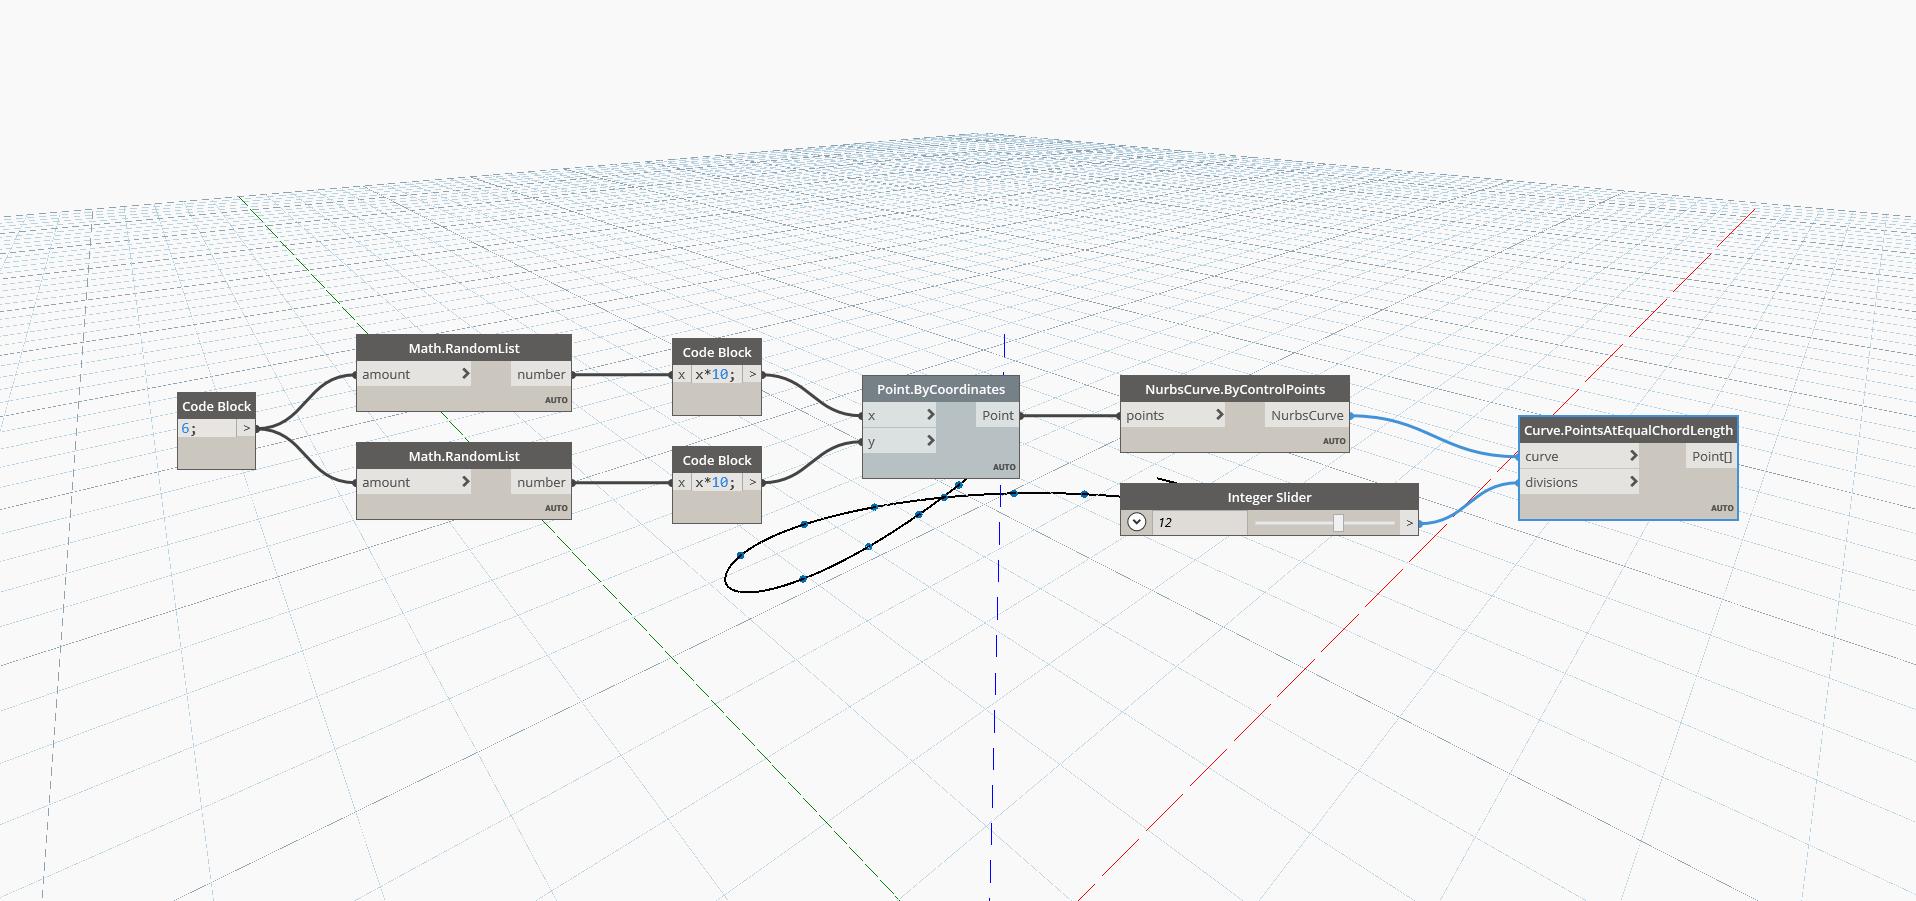 Code Block
6; >
Math.RandomList
amount > number
AUTO
Math.RandomList
amount > number
AUTO
Code Block
x x*10; >
Code Block
x x*10; >
Point.ByCoordinates
x > Point
y >
AUTO
NurbsCurve.ByControlPoints
points > NurbsCurve
AUTO
Integer Slider
12 >
Curve.PointsAtEqualChordLength
curve > Point[]
divisions >
AUTO